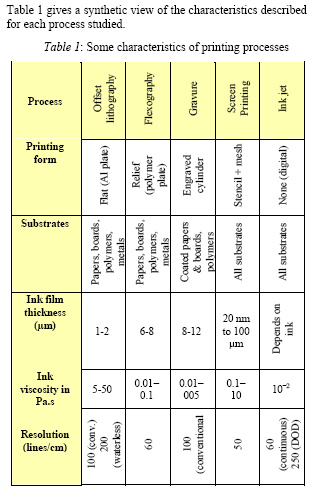 Table 1 gives a synthetic view of the characteristics described
for each process studied.
Table 1: Some characteristics of printing processes
Process
Offset
lithography
Flexography
Gravure
Screen
Printing
Ink jet
Printing
form
Flat (Al plate)
Relief
(polymer
plate)
Engraved
cylinder
Stencil + mesh
None (digital)
Substrates
Papers, boards,
polymers,
metals
Papers, boards,
polymers,
metals
Coated papers
& boards,
polymers
All substrates
All substrates
Ink film
thickness
(µm)
1-2
6-8
8-12
20 nm
to 100
µm
Depends on
ink
Ink
viscosity in
Pa.s
5-50
0.01–
0.1
0.01–
005
0.1–
10
10⁻²
Resolution
(lines/cm)
100 (conv.)
200
(waterless)
60
100
(conventional
50
60
(continuous)
250 (DOD)